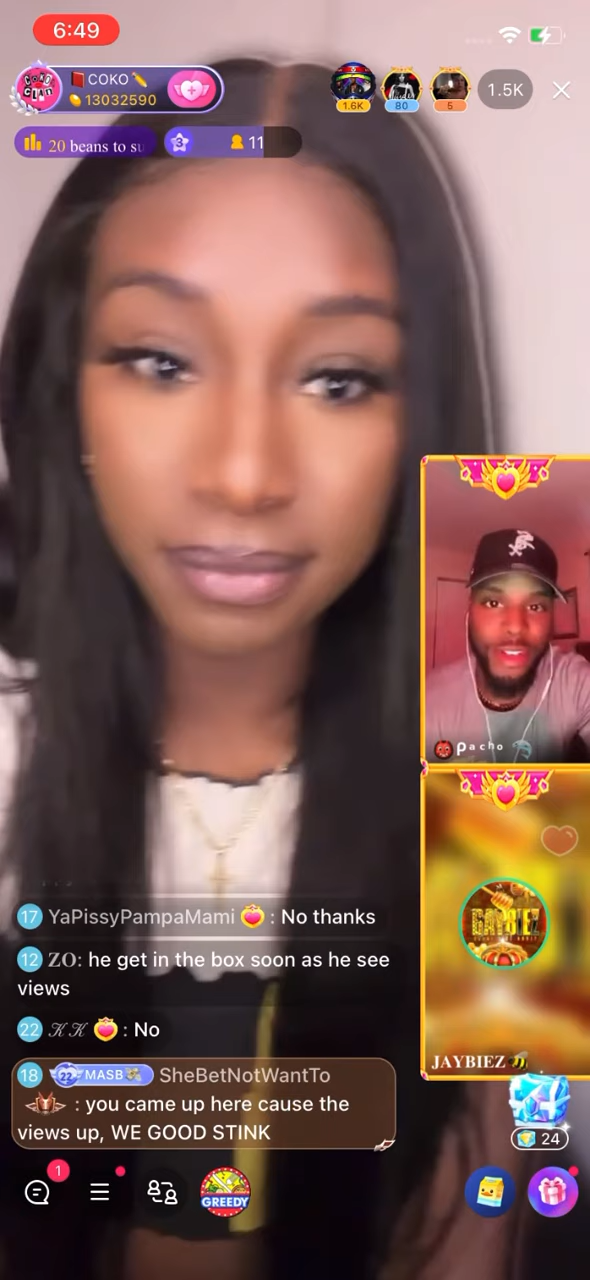 6:49
COKO
13032590
1.6K
80
5
1.5K
20 beans to su
3
11
Pacho
17 YaPissyPampaMami : No thanks
12 ZO: he get in the box soon as he see
views
22 KK : No
18 22 MASB SheBetNotWantTo
: you came up here cause the
views up, WE GOOD STINK
JAYBIEZ
24
1
GREEDY